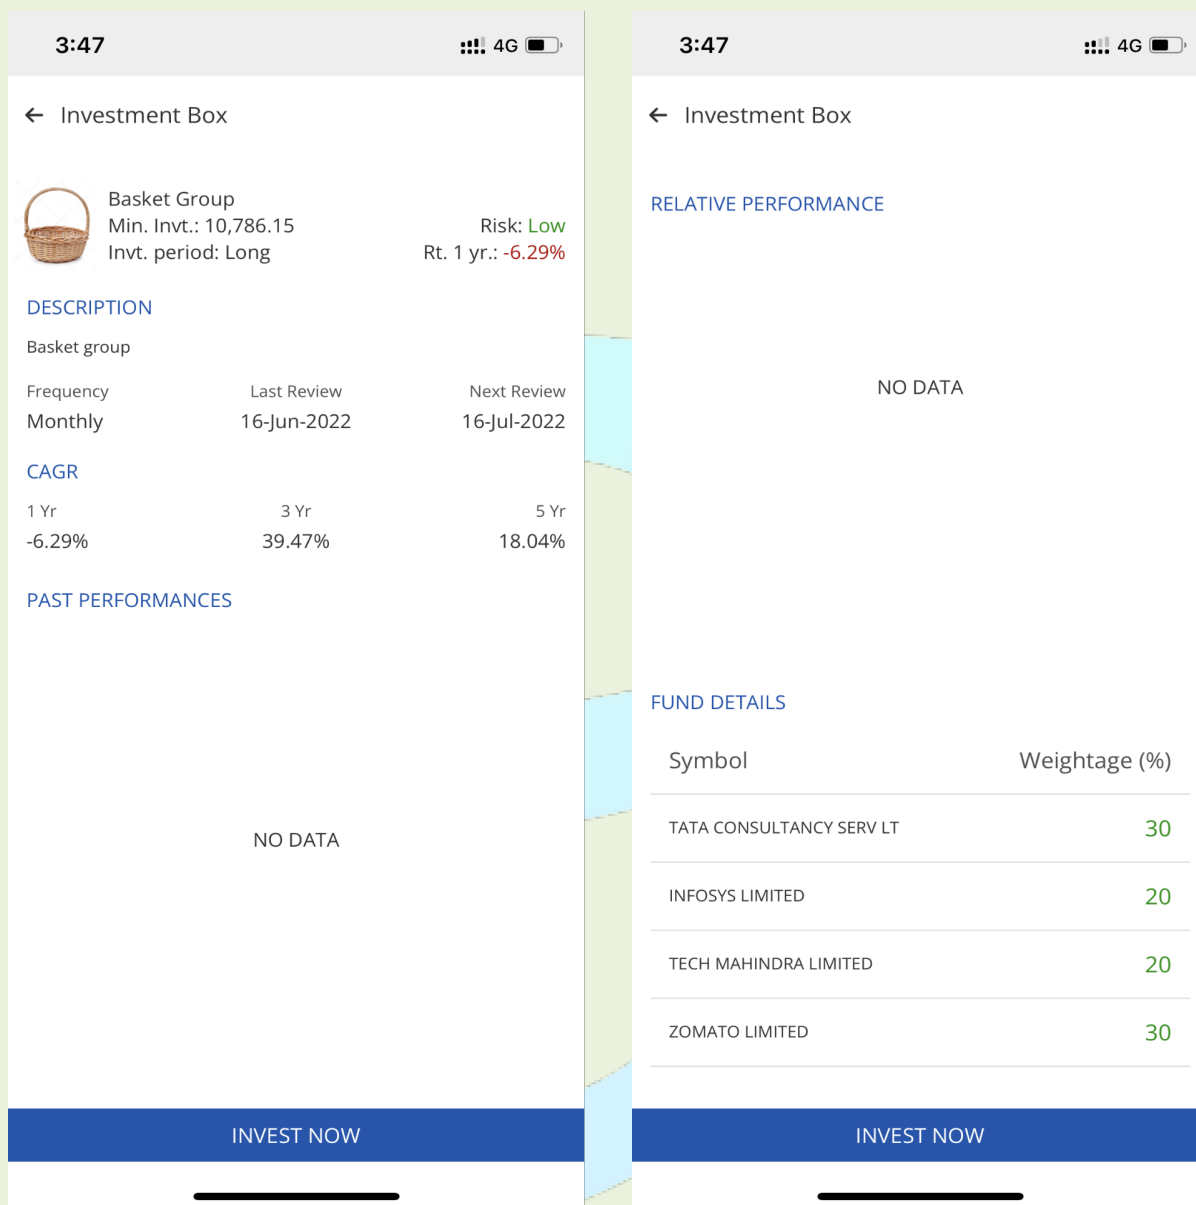 3:47
4G
Investment Box
Basket Group
Min. Invt.: 10,786.15
Risk: Low
Invt. period: Long
Rt. 1 yr.: -6.29%
DESCRIPTION
Basket group
Frequency Last Review Next Review
Monthly 16-Jun-2022 16-Jul-2022
CAGR
1 Yr 3 Yr 5 Yr
-6.29% 39.47% 18.04%
PAST PERFORMANCES
NO DATA
INVEST NOW
3:47
4G
Investment Box
RELATIVE PERFORMANCE
NO DATA
FUND DETAILS
Symbol Weightage (%)
TATA CONSULTANCY SERV LT 30
INFOSYS LIMITED 20
TECH MAHINDRA LIMITED 20
ZOMATO LIMITED 30
INVEST NOW